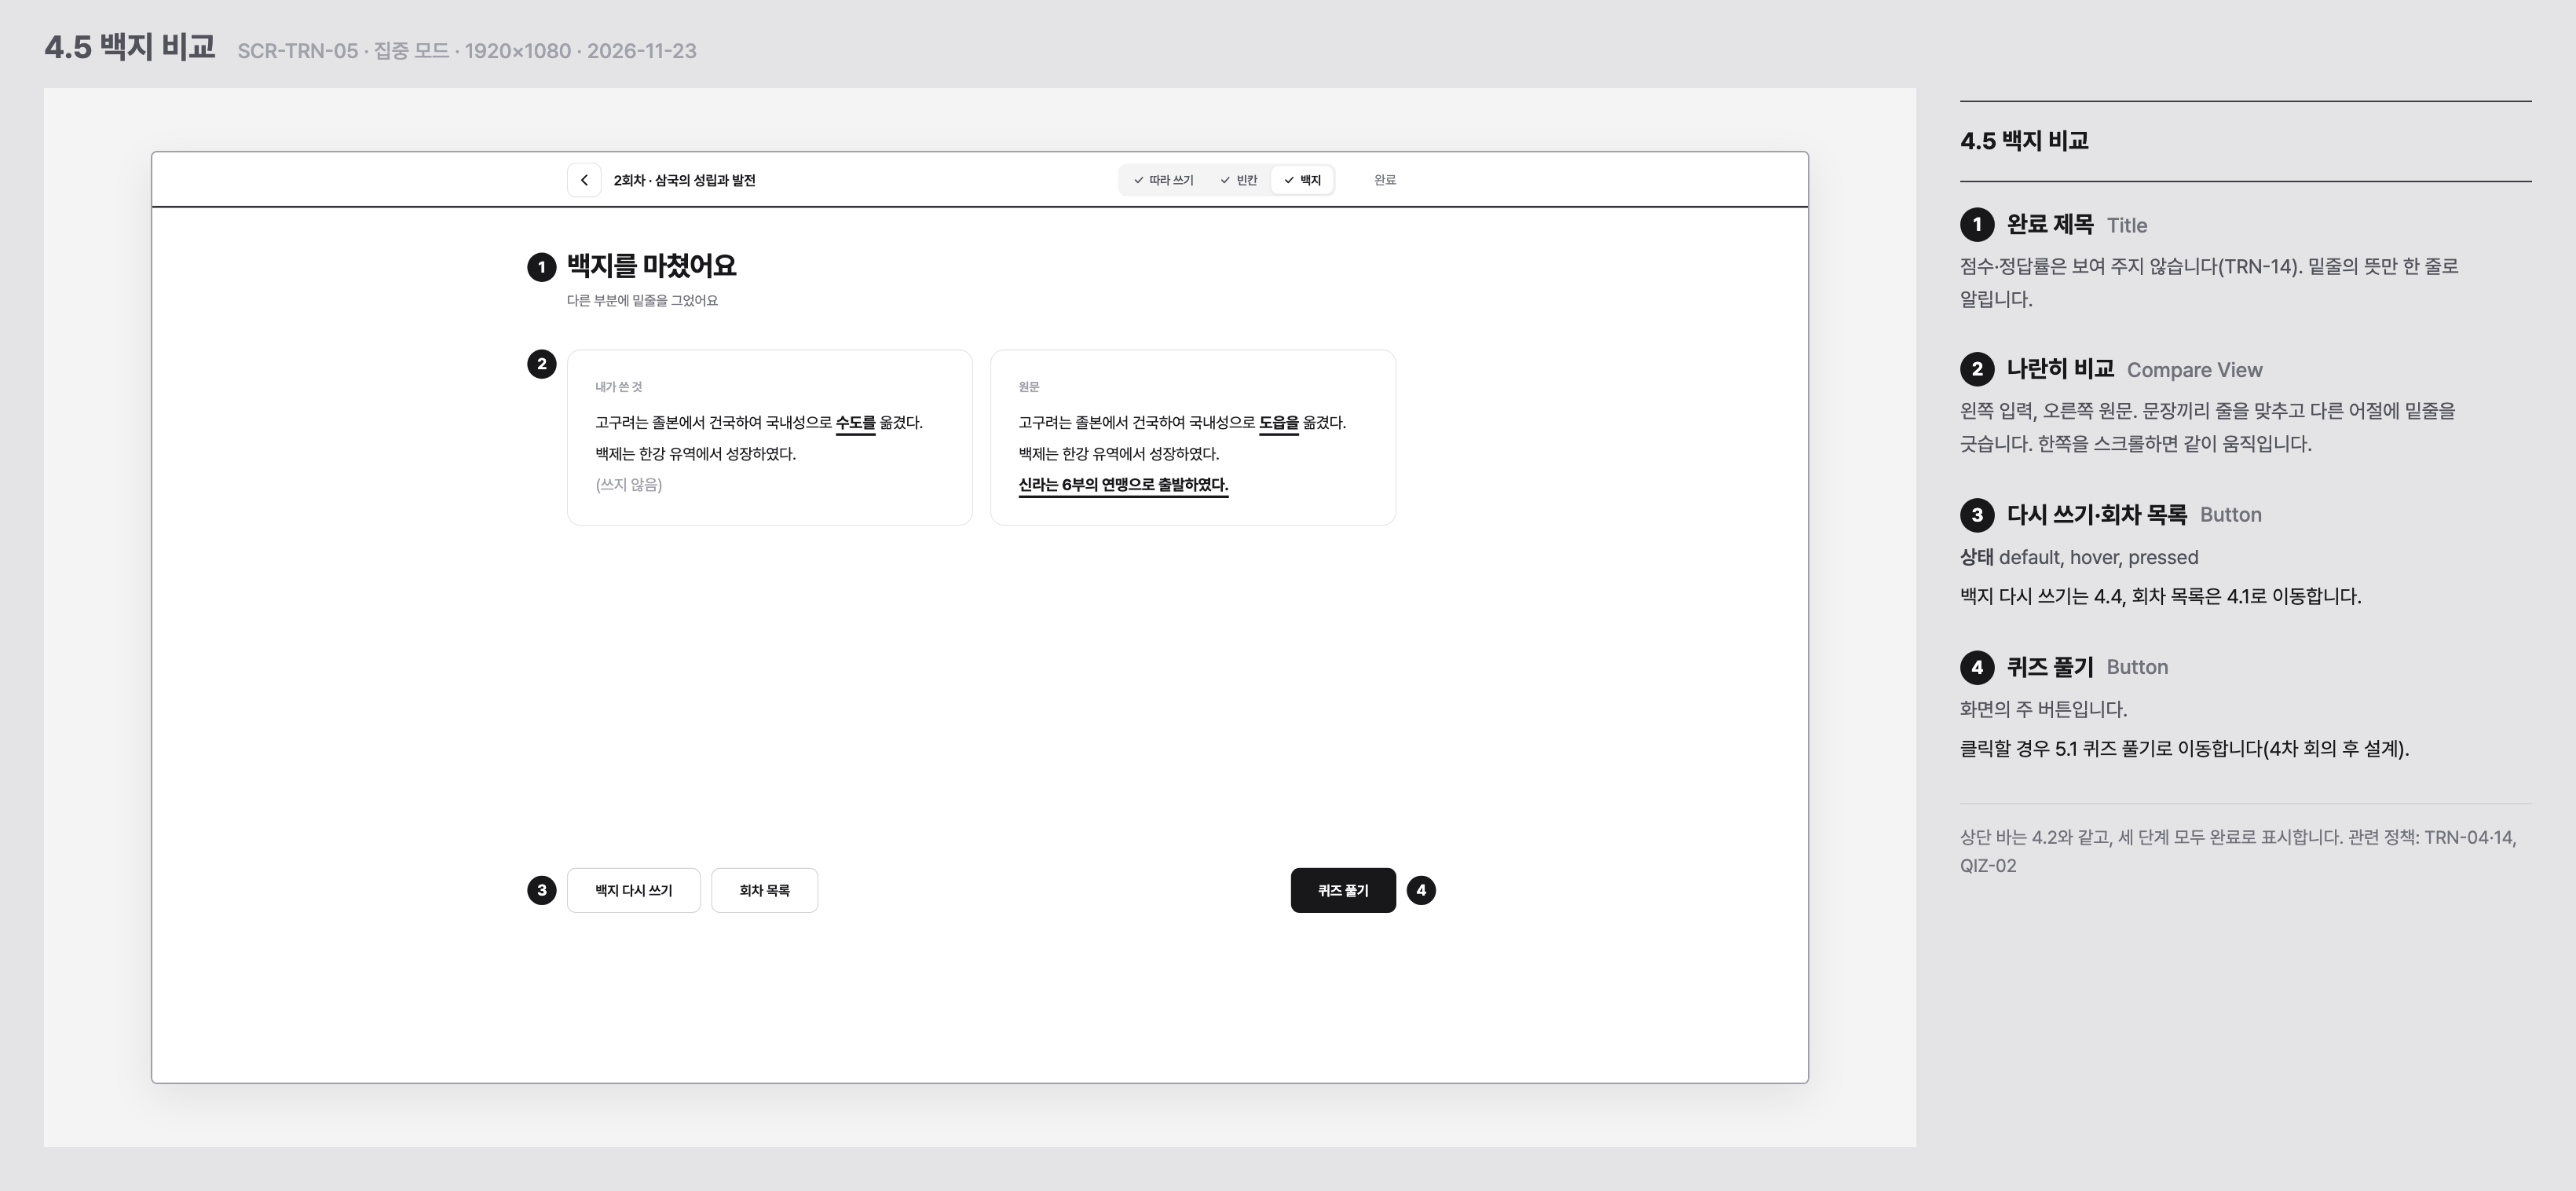 4.5 백지 비교 SCR-TRN-05 · 집중 모드 · 1920×1080 · 2026-11-23
2회차 · 삼국의 성립과 발전
따라 쓰기 빈칸 백지 완료
1 백지를 마쳤어요
다른 부분에 밑줄을 그었어요
2
내가 쓴 것
고구려는 졸본에서 건국하여 국내성으로 수도를 옮겼다.
백제는 한강 유역에서 성장하였다.
(쓰지 않음)
원문
고구려는 졸본에서 건국하여 국내성으로 도읍을 옮겼다.
백제는 한강 유역에서 성장하였다.
신라는 6부의 연맹으로 출발하였다.
3 백지 다시 쓰기 회차 목록 퀴즈 풀기 4
4.5 백지 비교
1 완료 제목 Title
점수·정답률은 보여 주지 않습니다(TRN-14). 밑줄의 뜻만 한 줄로
알립니다.
2 나란히 비교 Compare View
왼쪽 입력, 오른쪽 원문. 문장끼리 줄을 맞추고 다른 어절에 밑줄을
긋습니다. 한쪽을 스크롤하면 같이 움직입니다.
3 다시 쓰기·회차 목록 Button
상태 default, hover, pressed
백지 다시 쓰기는 4.4, 회차 목록은 4.1로 이동합니다.
4 퀴즈 풀기 Button
화면의 주 버튼입니다.
클릭할 경우 5.1 퀴즈 풀기로 이동합니다(4차 회의 후 설계).
상단 바는 4.2와 같고, 세 단계 모두 완료로 표시합니다. 관련 정책: TRN-04·14,
QIZ-02